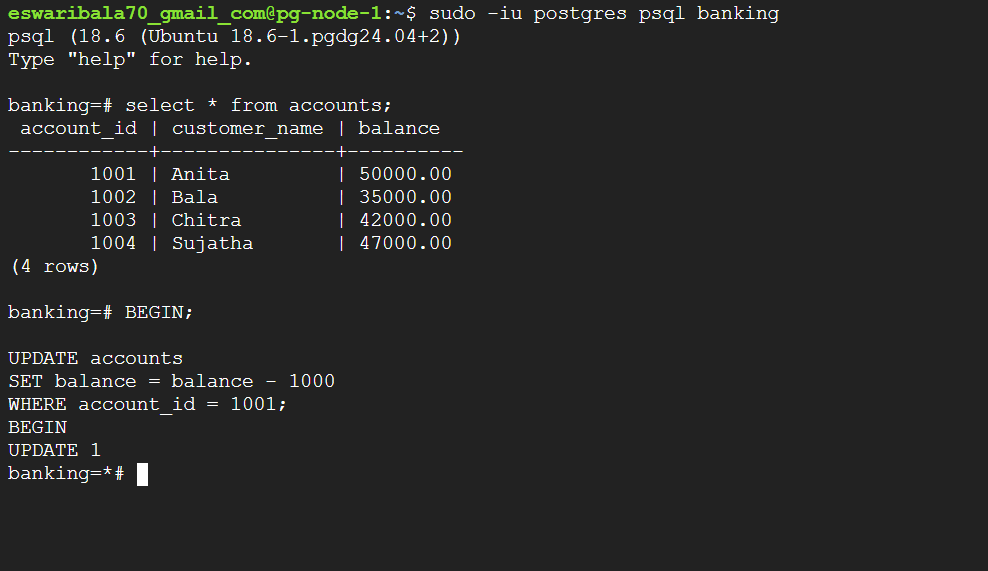 eswaribala70_gmail_com@pg-node-1:~$ sudo -iu postgres psql banking
psql (18.6 (Ubuntu 18.6-1.pgdg24.04+2))
Type "help" for help.
banking=# select * from accounts;
 account_id | customer_name | balance
------------+---------------+----------
       1001 | Anita         | 50000.00
       1002 | Bala          | 35000.00
       1003 | Chitra        | 42000.00
       1004 | Sujatha       | 47000.00
(4 rows)
banking=# BEGIN;
UPDATE accounts
SET balance = balance - 1000
WHERE account_id = 1001;
BEGIN
UPDATE 1
banking=*#